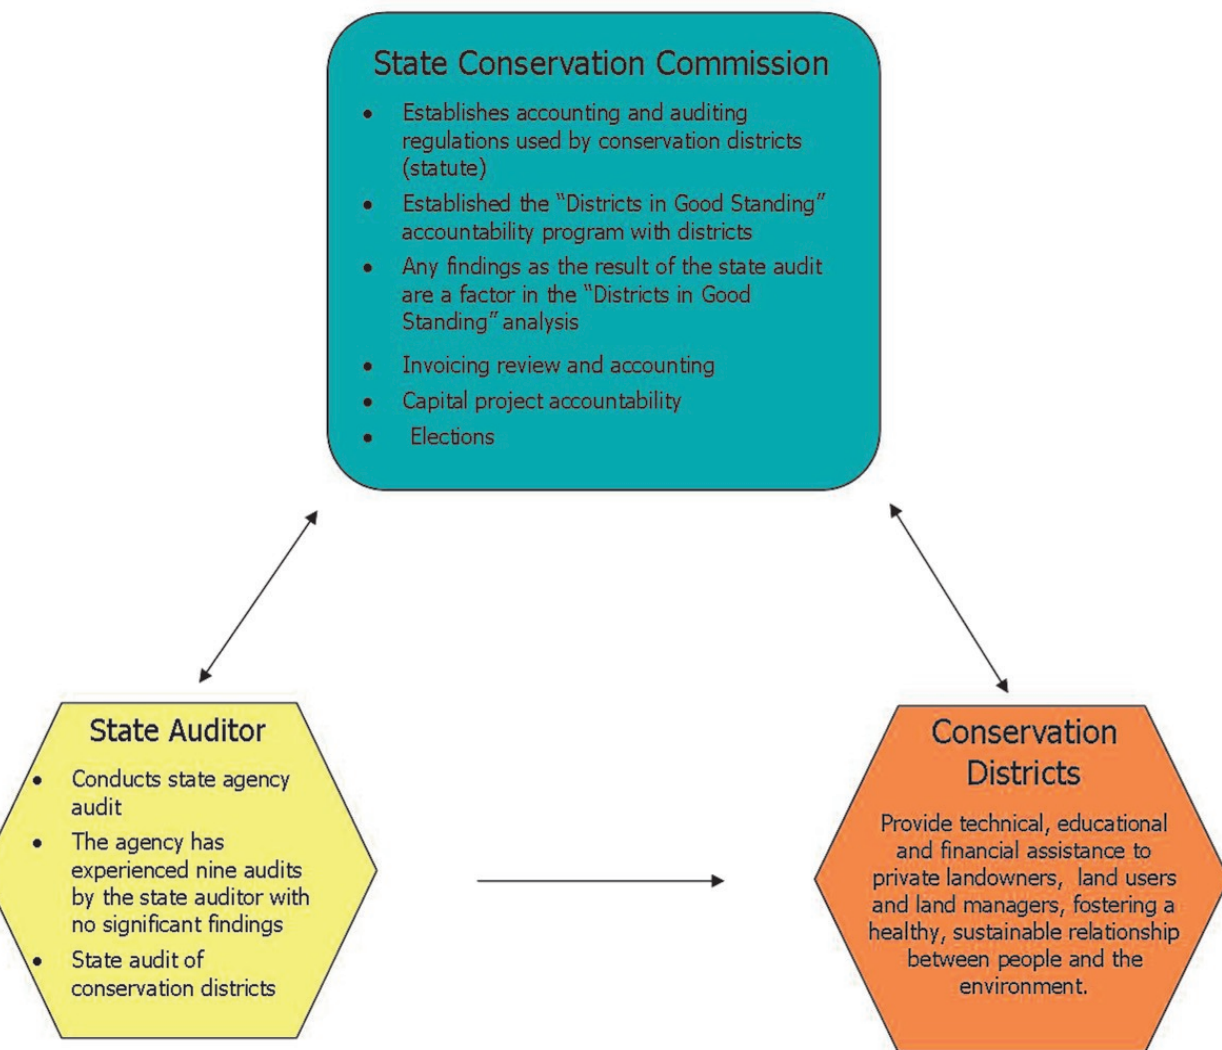 State Conservation Commission
• Establishes accounting and auditing
regulations used by conservation districts
(statute)
• Established the “Districts in Good Standing”
accountability program with districts
• Any findings as the result of the state audit
are a factor in the “Districts in Good
Standing” analysis
• Invoicing review and accounting
• Capital project accountability
• Elections
State Auditor
• Conducts state agency
audit
• The agency has
experienced nine audits
by the state auditor with
no significant findings
• State audit of
conservation districts
Conservation
Districts
Provide technical, educational
and financial assistance to
private landowners, land users
and land managers, fostering a
healthy, sustainable relationship
between people and the
environment.